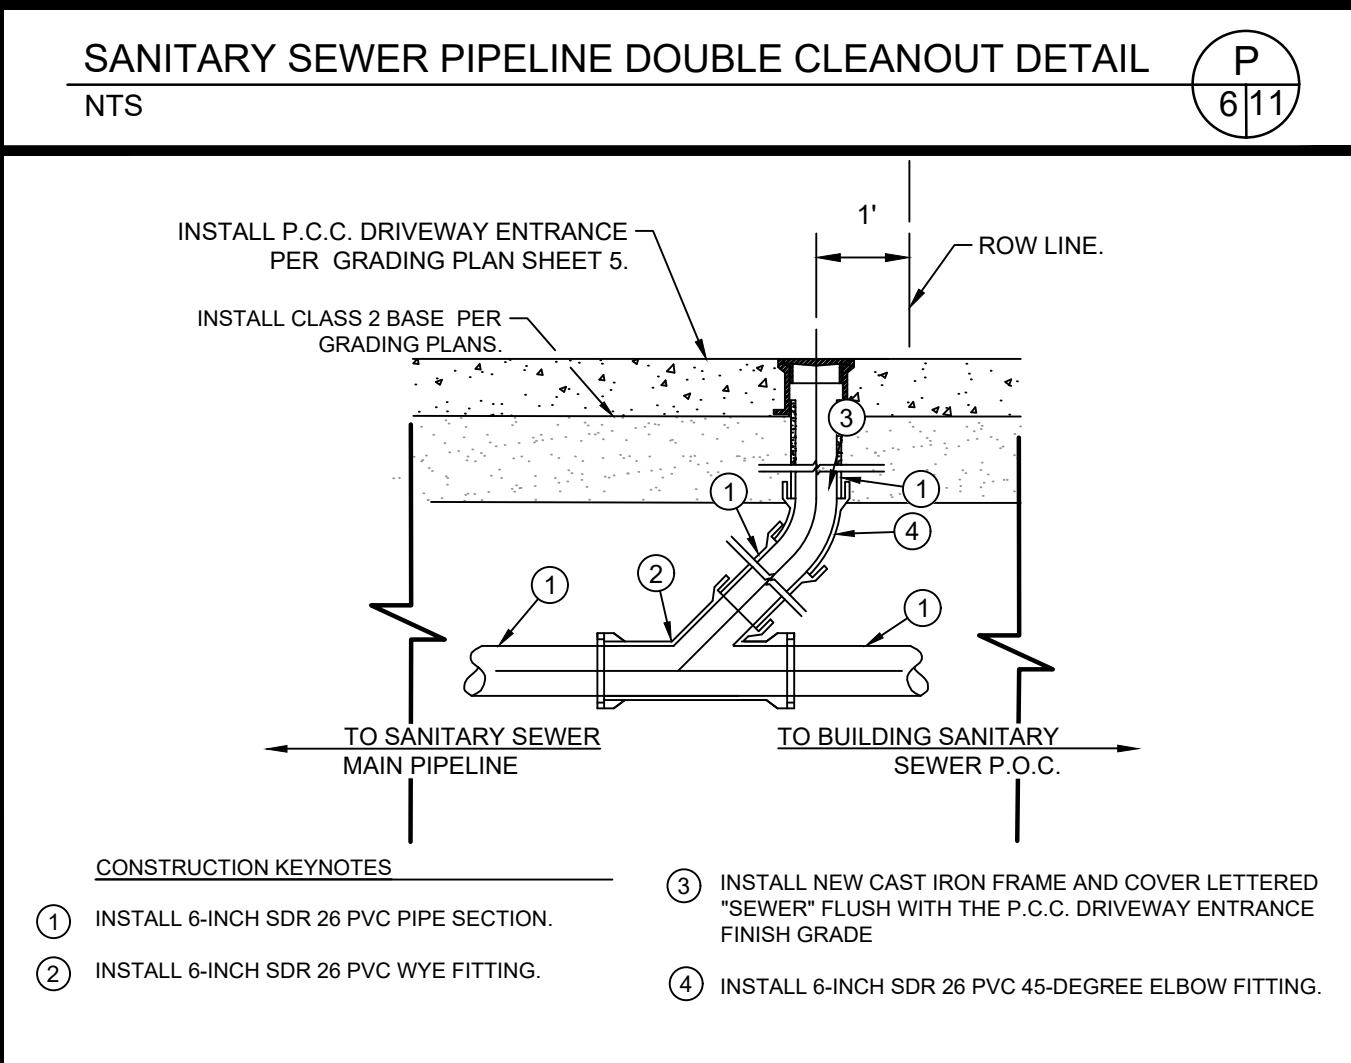 SANITARY SEWER PIPELINE DOUBLE CLEANOUT DETAIL
NTS
P
6 11
1'
INSTALL P.C.C. DRIVEWAY ENTRANCE
PER GRADING PLAN SHEET 5.
ROW LINE.
INSTALL CLASS 2 BASE PER
GRADING PLANS.
3
1
1
4
2
1
1
TO SANITARY SEWER
MAIN PIPELINE
TO BUILDING SANITARY
SEWER P.O.C.
CONSTRUCTION KEYNOTES
1 INSTALL 6-INCH SDR 26 PVC PIPE SECTION.
2 INSTALL 6-INCH SDR 26 PVC WYE FITTING.
3 INSTALL NEW CAST IRON FRAME AND COVER LETTERED
"SEWER" FLUSH WITH THE P.C.C. DRIVEWAY ENTRANCE
FINISH GRADE
4 INSTALL 6-INCH SDR 26 PVC 45-DEGREE ELBOW FITTING.